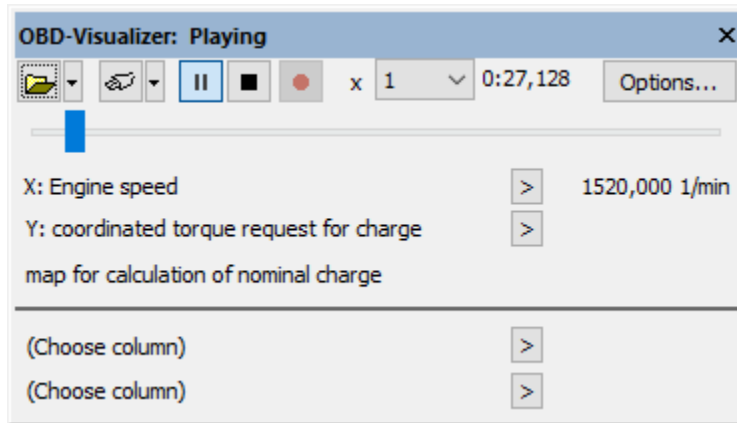 OBD-Visualizer: Playing
x 1 0:27,128 Options...
X: Engine speed > 1520,000 1/min
Y: coordinated torque request for charge >
map for calculation of nominal charge
(Choose column) >
(Choose column) >